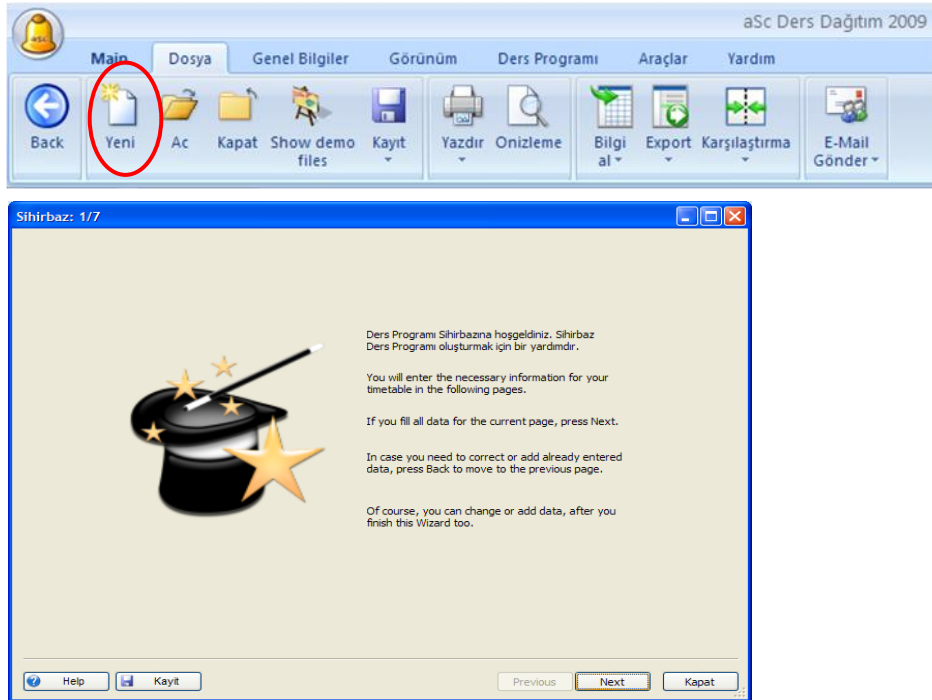 aSc Ders Dağıtım 2009
aSc
Main Dosya Genel Bilgiler Görünüm Ders Programı Araçlar Yardım
Back Yeni Ac Kapat Show demo files Kayıt Yazdır Onizleme Bilgi al Export Karşılaştırma E-Mail Gönder
Sihirbaz: 1/7
Ders Programı Sihirbazına hoşgeldiniz. Sihirbaz
Ders Programı oluşturmak için bir yardımdır.
You will enter the necessary information for your
timetable in the following pages.
If you fill all data for the current page, press Next.
In case you need to correct or add already entered
data, press Back to move to the previous page.
Of course, you can change or add data, after you
finish this Wizard too.
Help Kayit Previous Next Kapat